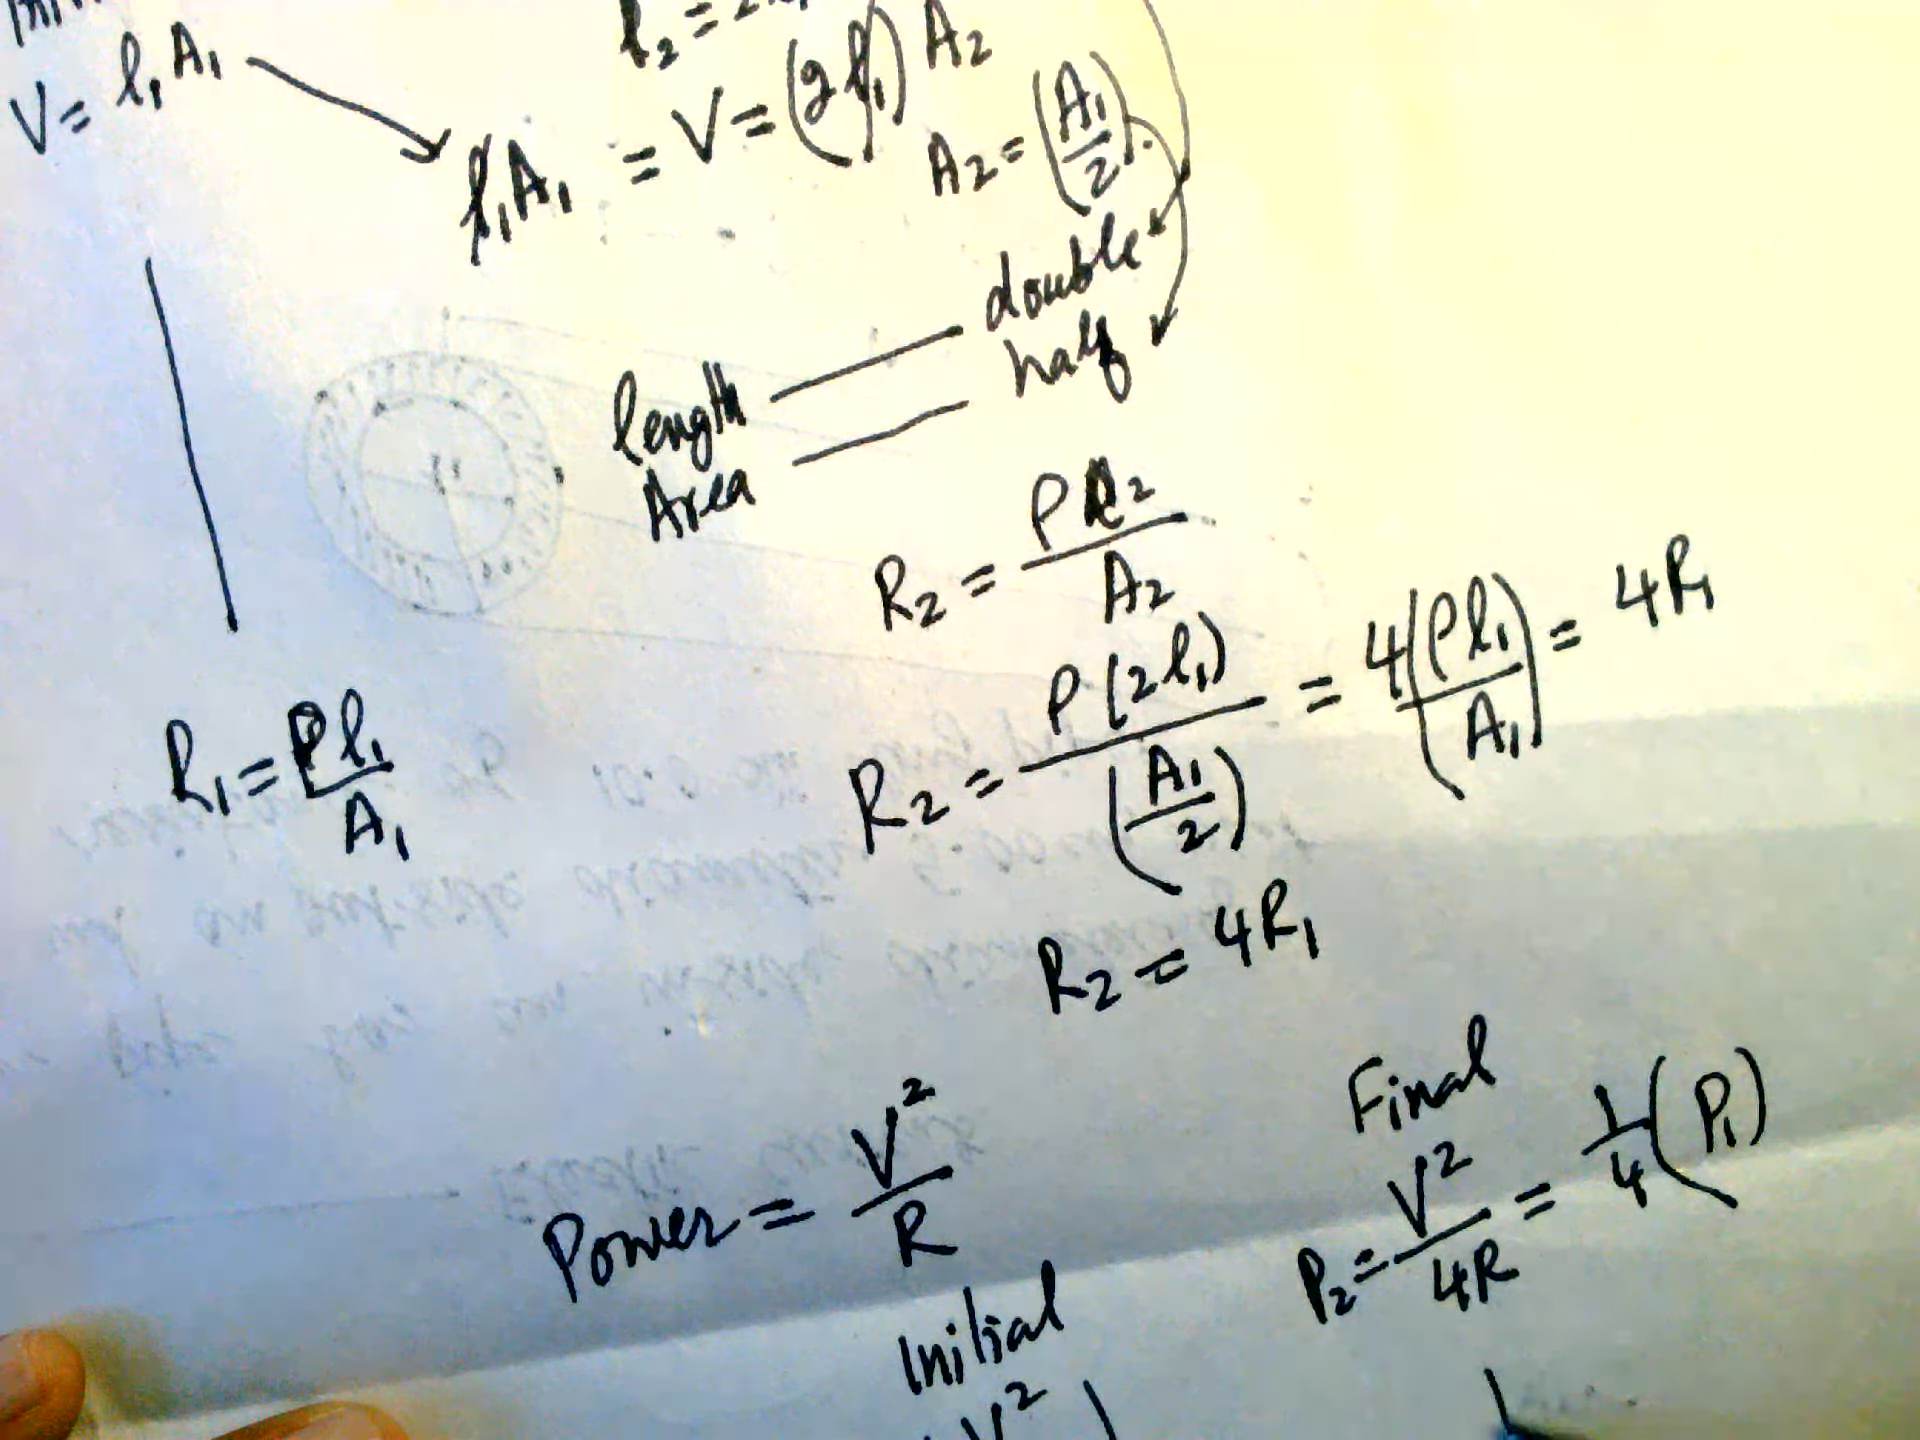 V = l₁A₁
l₂ =
l₁A₁ = V = (2l₁) A₂
A₂ = (A₁/2)
length — double
Area — half
R₁ = ρl₁/A₁
R₂ = ρl₂/A₂
R₂ = ρ(2l₁)/(A₁/2) = 4(ρl₁/A₁) = 4R₁
R₂ = 4R₁
Power = V²/R
Final
P₂ = V²/4R = 1/4 (P₁)
Initial
V²